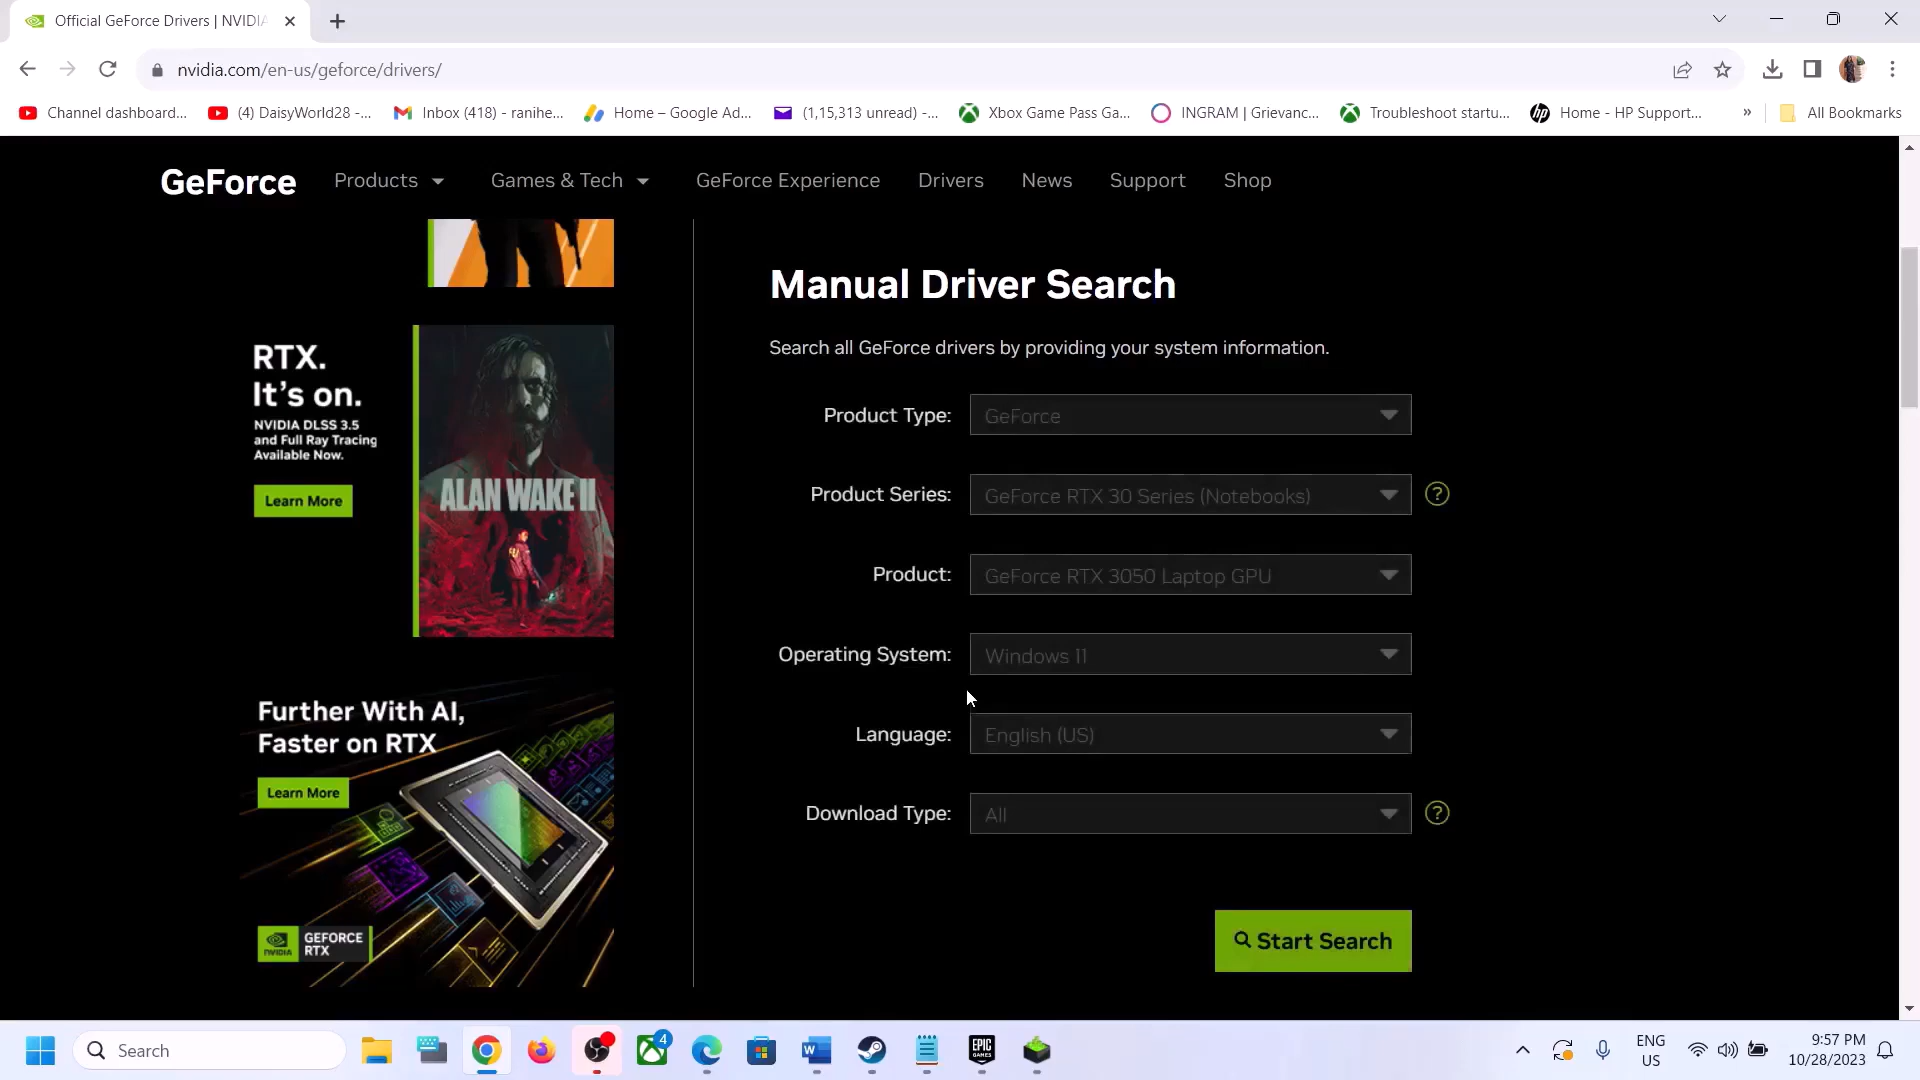 Official GeForce Drivers | NVIDIA
nvidia.com/en-us/geforce/drivers/
Channel dashboard...
(4) DaisyWorld28 -...
Inbox (418) - ranihe...
Home – Google Ad...
(1,15,313 unread) -...
Xbox Game Pass Ga...
INGRAM | Grievanc...
Troubleshoot startu...
Home - HP Support...
»
All Bookmarks
GeForce
Products
Games & Tech
GeForce Experience
Drivers
News
Support
Shop
RTX.
It's on.
NVIDIA DLSS 3.5
and Full Ray Tracing
Available Now.
Learn More
ALAN WAKE II
Further With AI,
Faster on RTX
Learn More
NVIDIA
GEFORCE
RTX
Manual Driver Search
Search all GeForce drivers by providing your system information.
Product Type: GeForce
Product Series: GeForce RTX 30 Series (Notebooks) ?
Product: GeForce RTX 3050 Laptop GPU
Operating System: Windows 11
Language: English (US)
Download Type: All ?
Start Search
Search
4
EPIC
GAMES
ENG
US
9:57 PM
10/28/2023